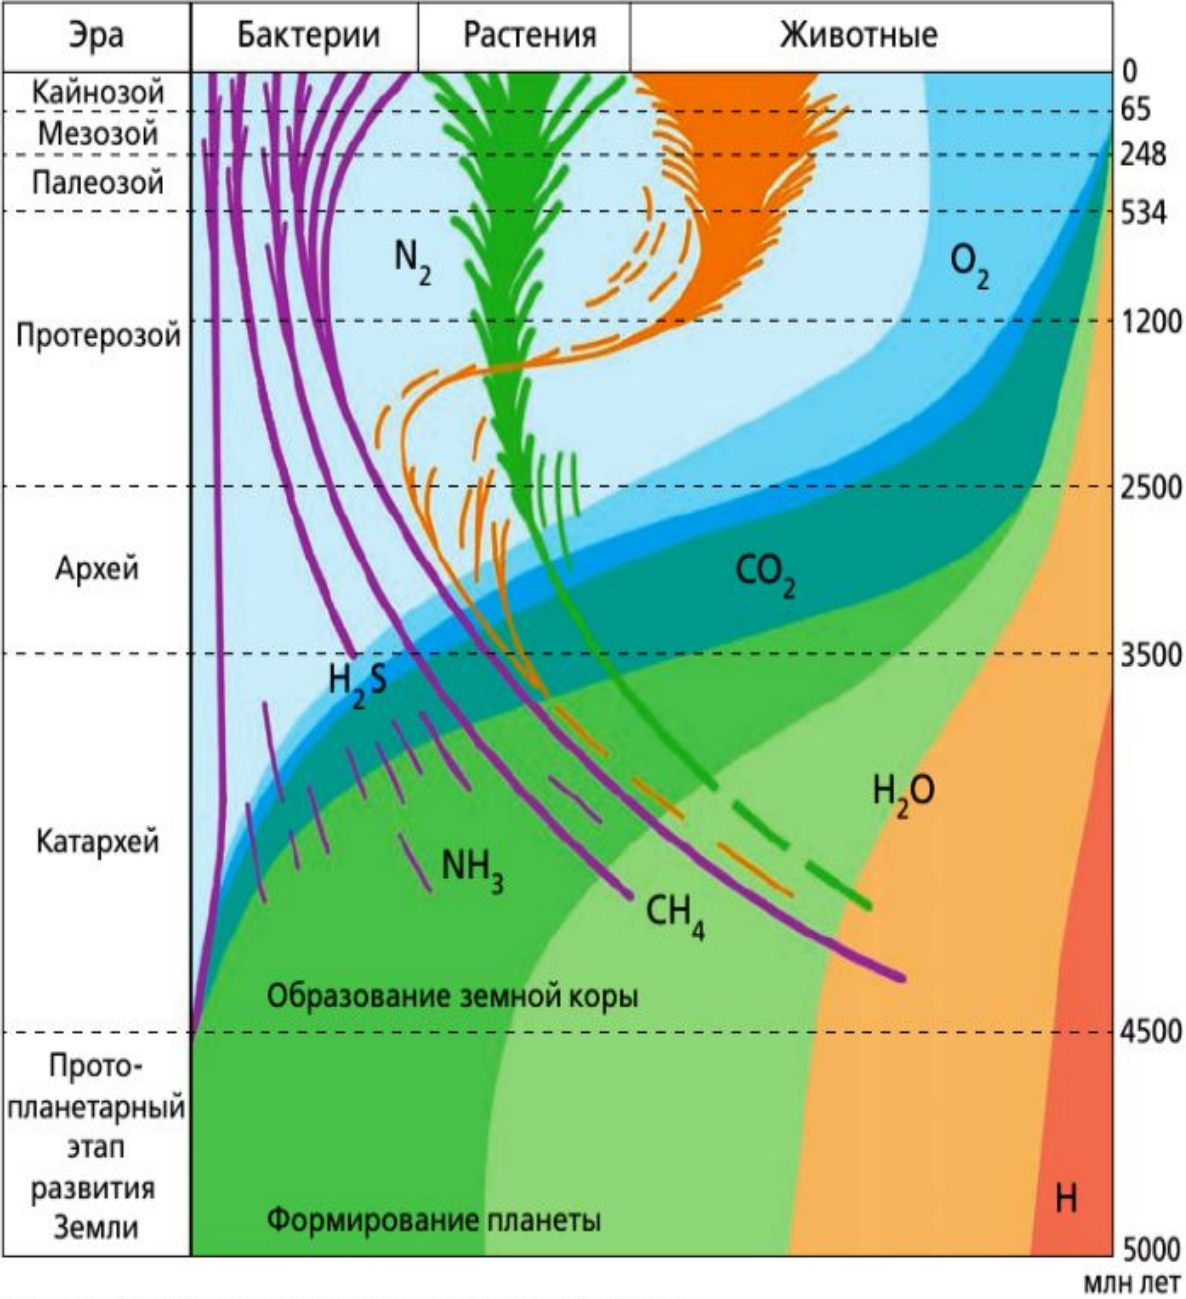 Эра Бактерии Растения Животные
0
Кайнозой
65
Мезозой
248
Палеозой
534
N2 O2
1200
Протерозой
2500
Архей
CO2
3500
H2S
H2O
Катархей
NH3
CH4
Образование земной коры
4500
Прото-
планетарный
этап
развития
Земли
H
Формирование планеты
5000
млн лет